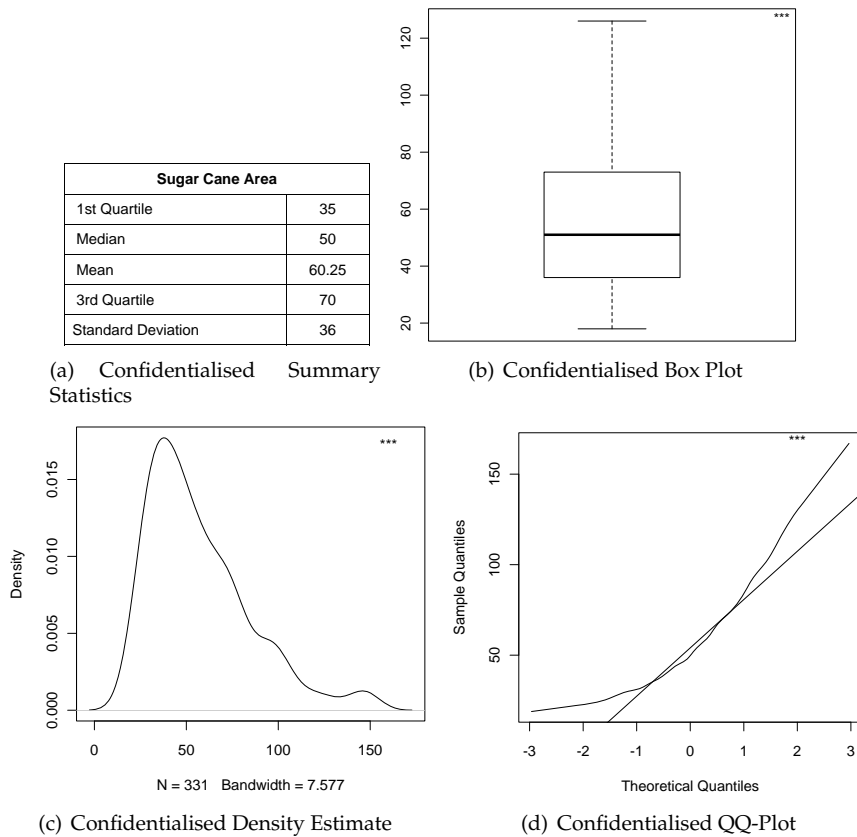 Sugar Cane Area
1st Quartile 35
Median 50
Mean 60.25
3rd Quartile 70
Standard Deviation 36
(a) Confidentialised Summary
Statistics
***
120
100
80
60
40
20
(b) Confidentialised Box Plot
***
0.015
0.010
0.005
0.000
Density
0 50 100 150
N = 331 Bandwidth = 7.577
(c) Confidentialised Density Estimate
***
150
100
50
Sample Quantiles
-3 -2 -1 0 1 2 3
Theoretical Quantiles
(d) Confidentialised QQ-Plot